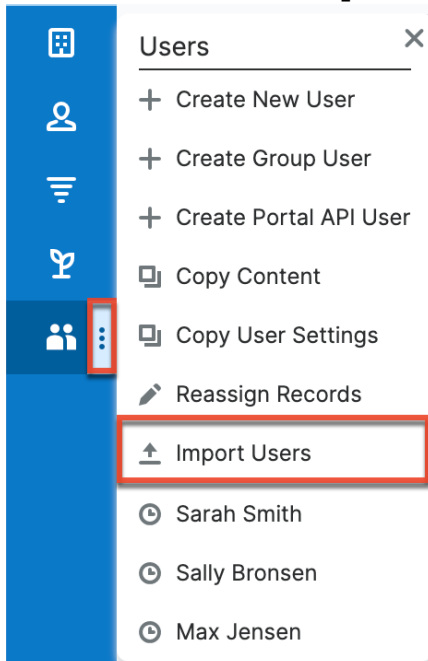 Users
Create New User
Create Group User
Create Portal API User
Copy Content
Copy User Settings
Reassign Records
Import Users
Sarah Smith
Sally Bronsen
Max Jensen